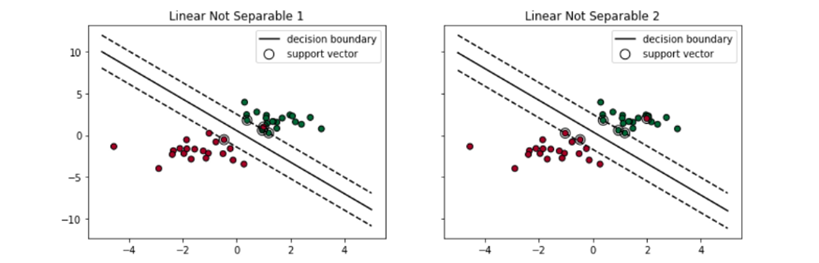 Linear Not Separable 1
decision boundary
support vector
10
5
0
−5
−10
−4
−2
0
2
4
Linear Not Separable 2
decision boundary
support vector
−4
−2
0
2
4